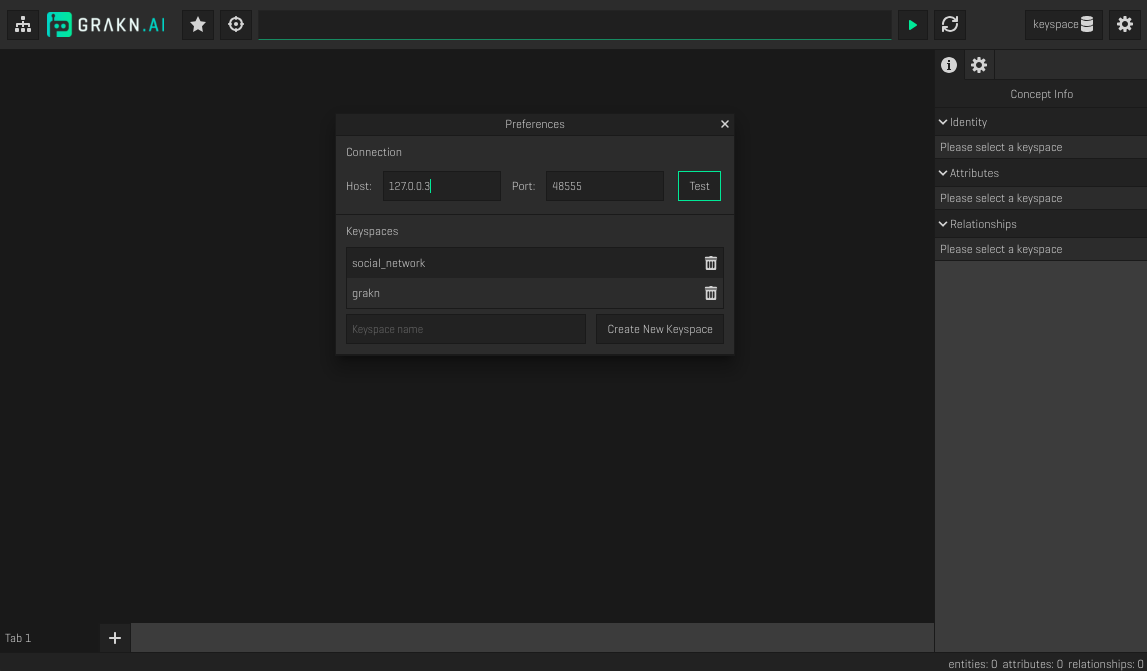 GRAKN.AI
keyspace
Concept Info
Identity
Please select a keyspace
Attributes
Please select a keyspace
Relationships
Please select a keyspace
Preferences
Connection
Host: 127.0.0.3 Port: 48555 Test
Keyspaces
social_network
grakn
Keyspace name Create New Keyspace
Tab 1
entities: 0 attributes: 0 relationships: 0